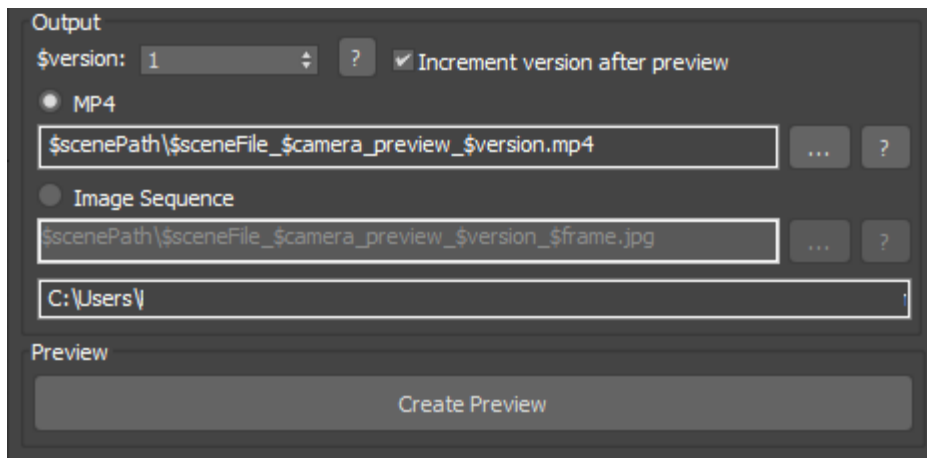 Output
$version: 1 ? Increment version after preview
MP4
$scenePath\$sceneFile_$camera_preview_$version.mp4 ... ?
Image Sequence
$scenePath\$sceneFile_$camera_preview_$version_$frame.jpg ... ?
C:\Users\
Preview
Create Preview